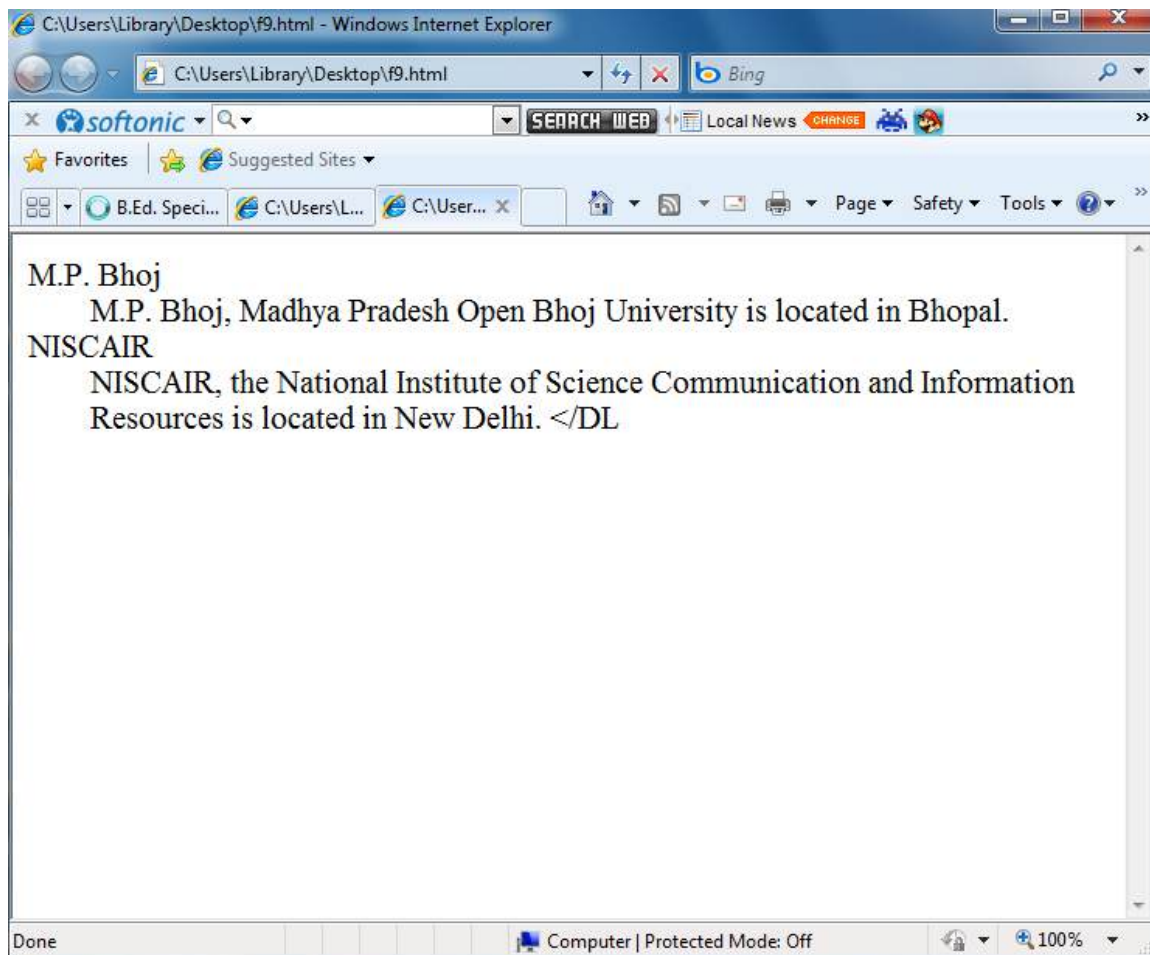 C:\Users\Library\Desktop\f9.html - Windows Internet Explorer
C:\Users\Library\Desktop\f9.html
Bing
softonic
SEARCH WEB
Local News
CHANGE
Favorites
Suggested Sites
B.Ed. Speci...
C:\Users\L...
C:\User...
Page
Safety
Tools
M.P. Bhoj
M.P. Bhoj, Madhya Pradesh Open Bhoj University is located in Bhopal.
NISCAIR
NISCAIR, the National Institute of Science Communication and Information
Resources is located in New Delhi. </DL
Done
Computer | Protected Mode: Off
100%